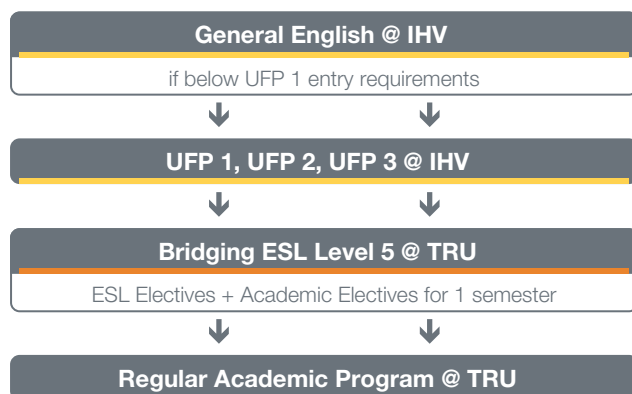 General English @ IHV
if below UFP 1 entry requirements
UFP 1, UFP 2, UFP 3 @ IHV
Bridging ESL Level 5 @ TRU
ESL Electives + Academic Electives for 1 semester
Regular Academic Program @ TRU